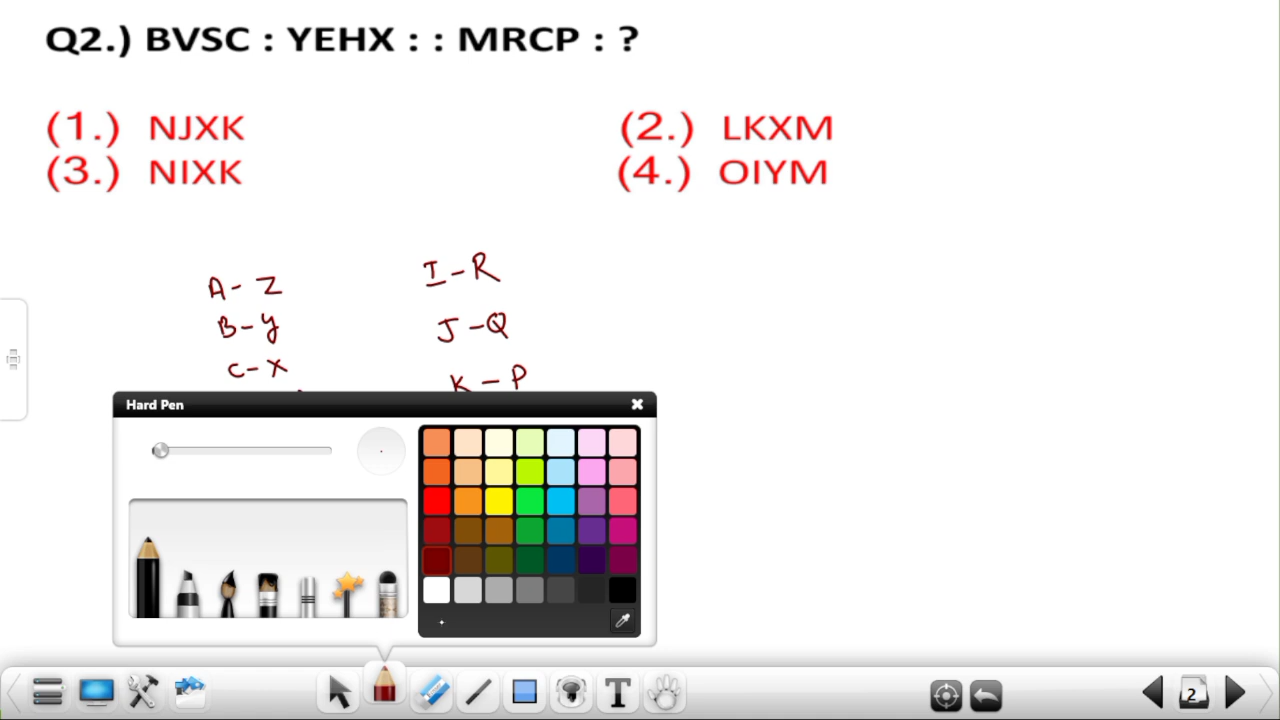 Q2.) BVSC : YEHX : : MRCP : ?
(1.) NJXK (2.) LKXM
(3.) NIXK (4.) OIYM
A - Z I - R
B - Y J - Q
C - X K - P
Hard Pen
T
2